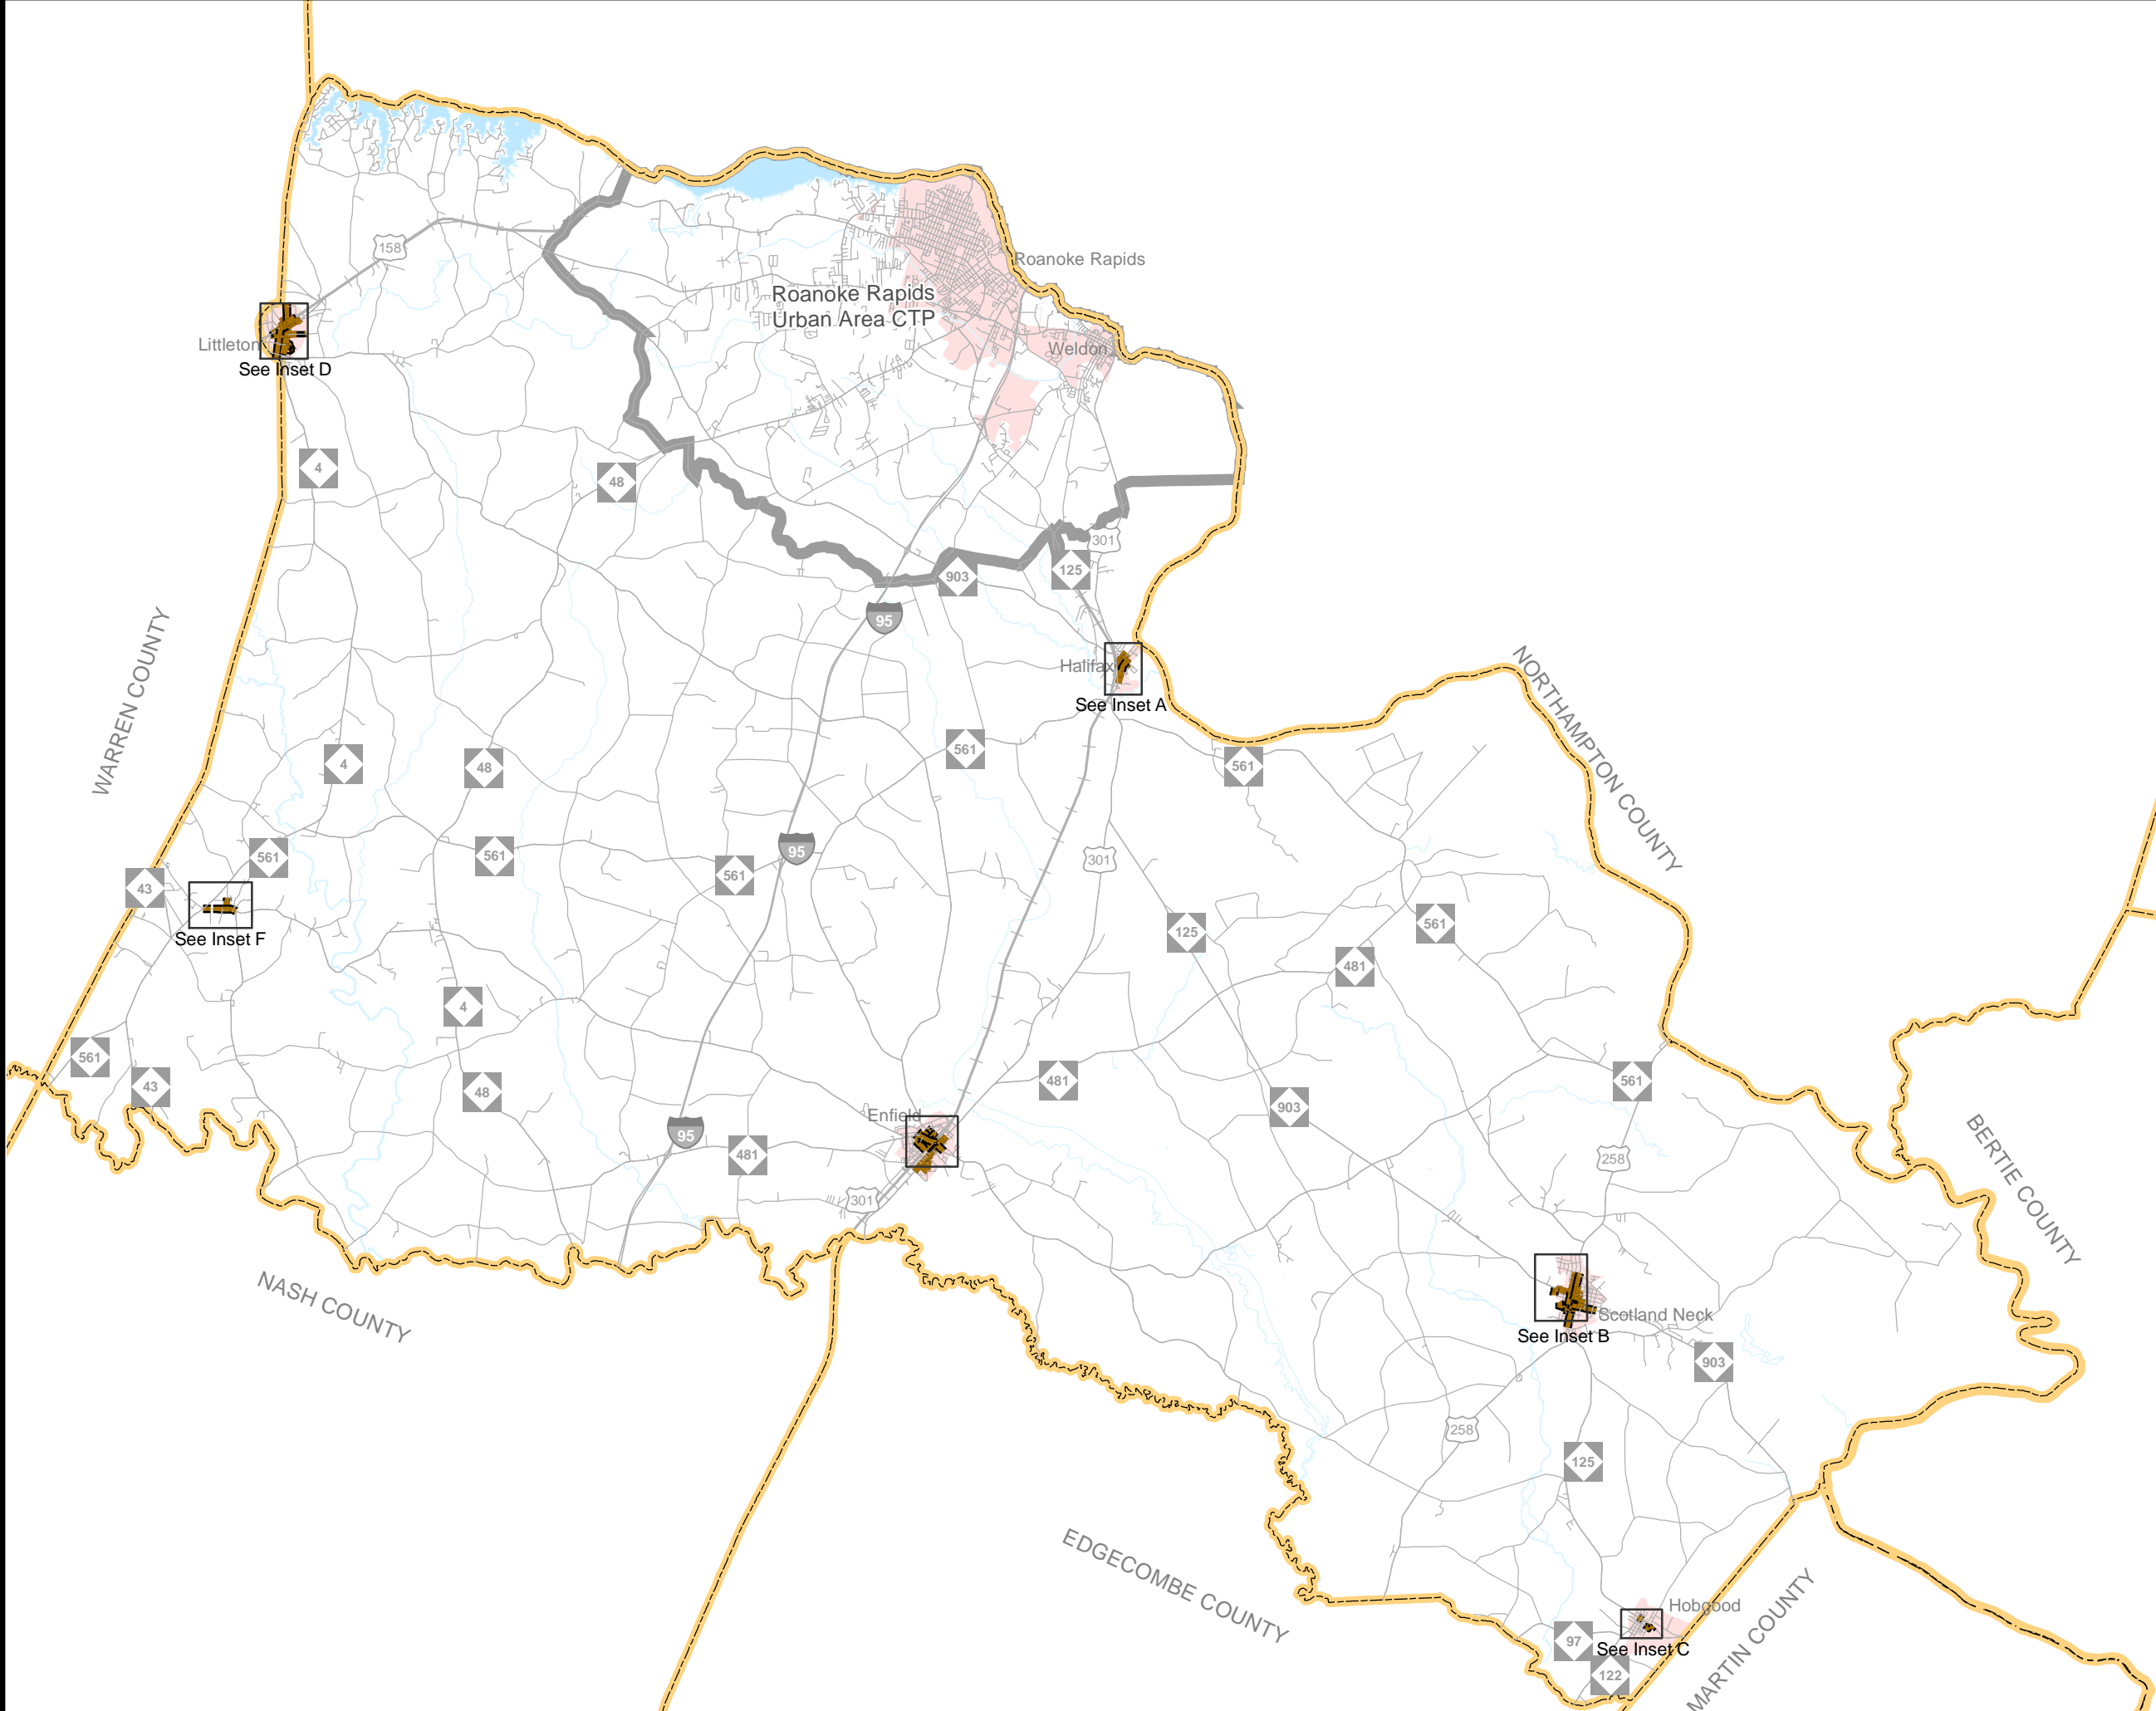 158
Roanoke Rapids
Roanoke Rapids
Urban Area CTP
Littleton
Weldon
See Inset D
4
48
301
903
125
95
WARREN COUNTY
Halifax
NORTHAMPTON COUNTY
See Inset A
561
4
48
561
561
561
95
301
561
43
561
125
See Inset F
481
4
561
43
48
481
561
903
Enfield
95
481
258
BERTIE COUNTY
301
NASH COUNTY
Scotland Neck
See Inset B
903
258
125
EDGECOMBE COUNTY
Hobgood
97
See Inset C
MARTIN COUNTY
122